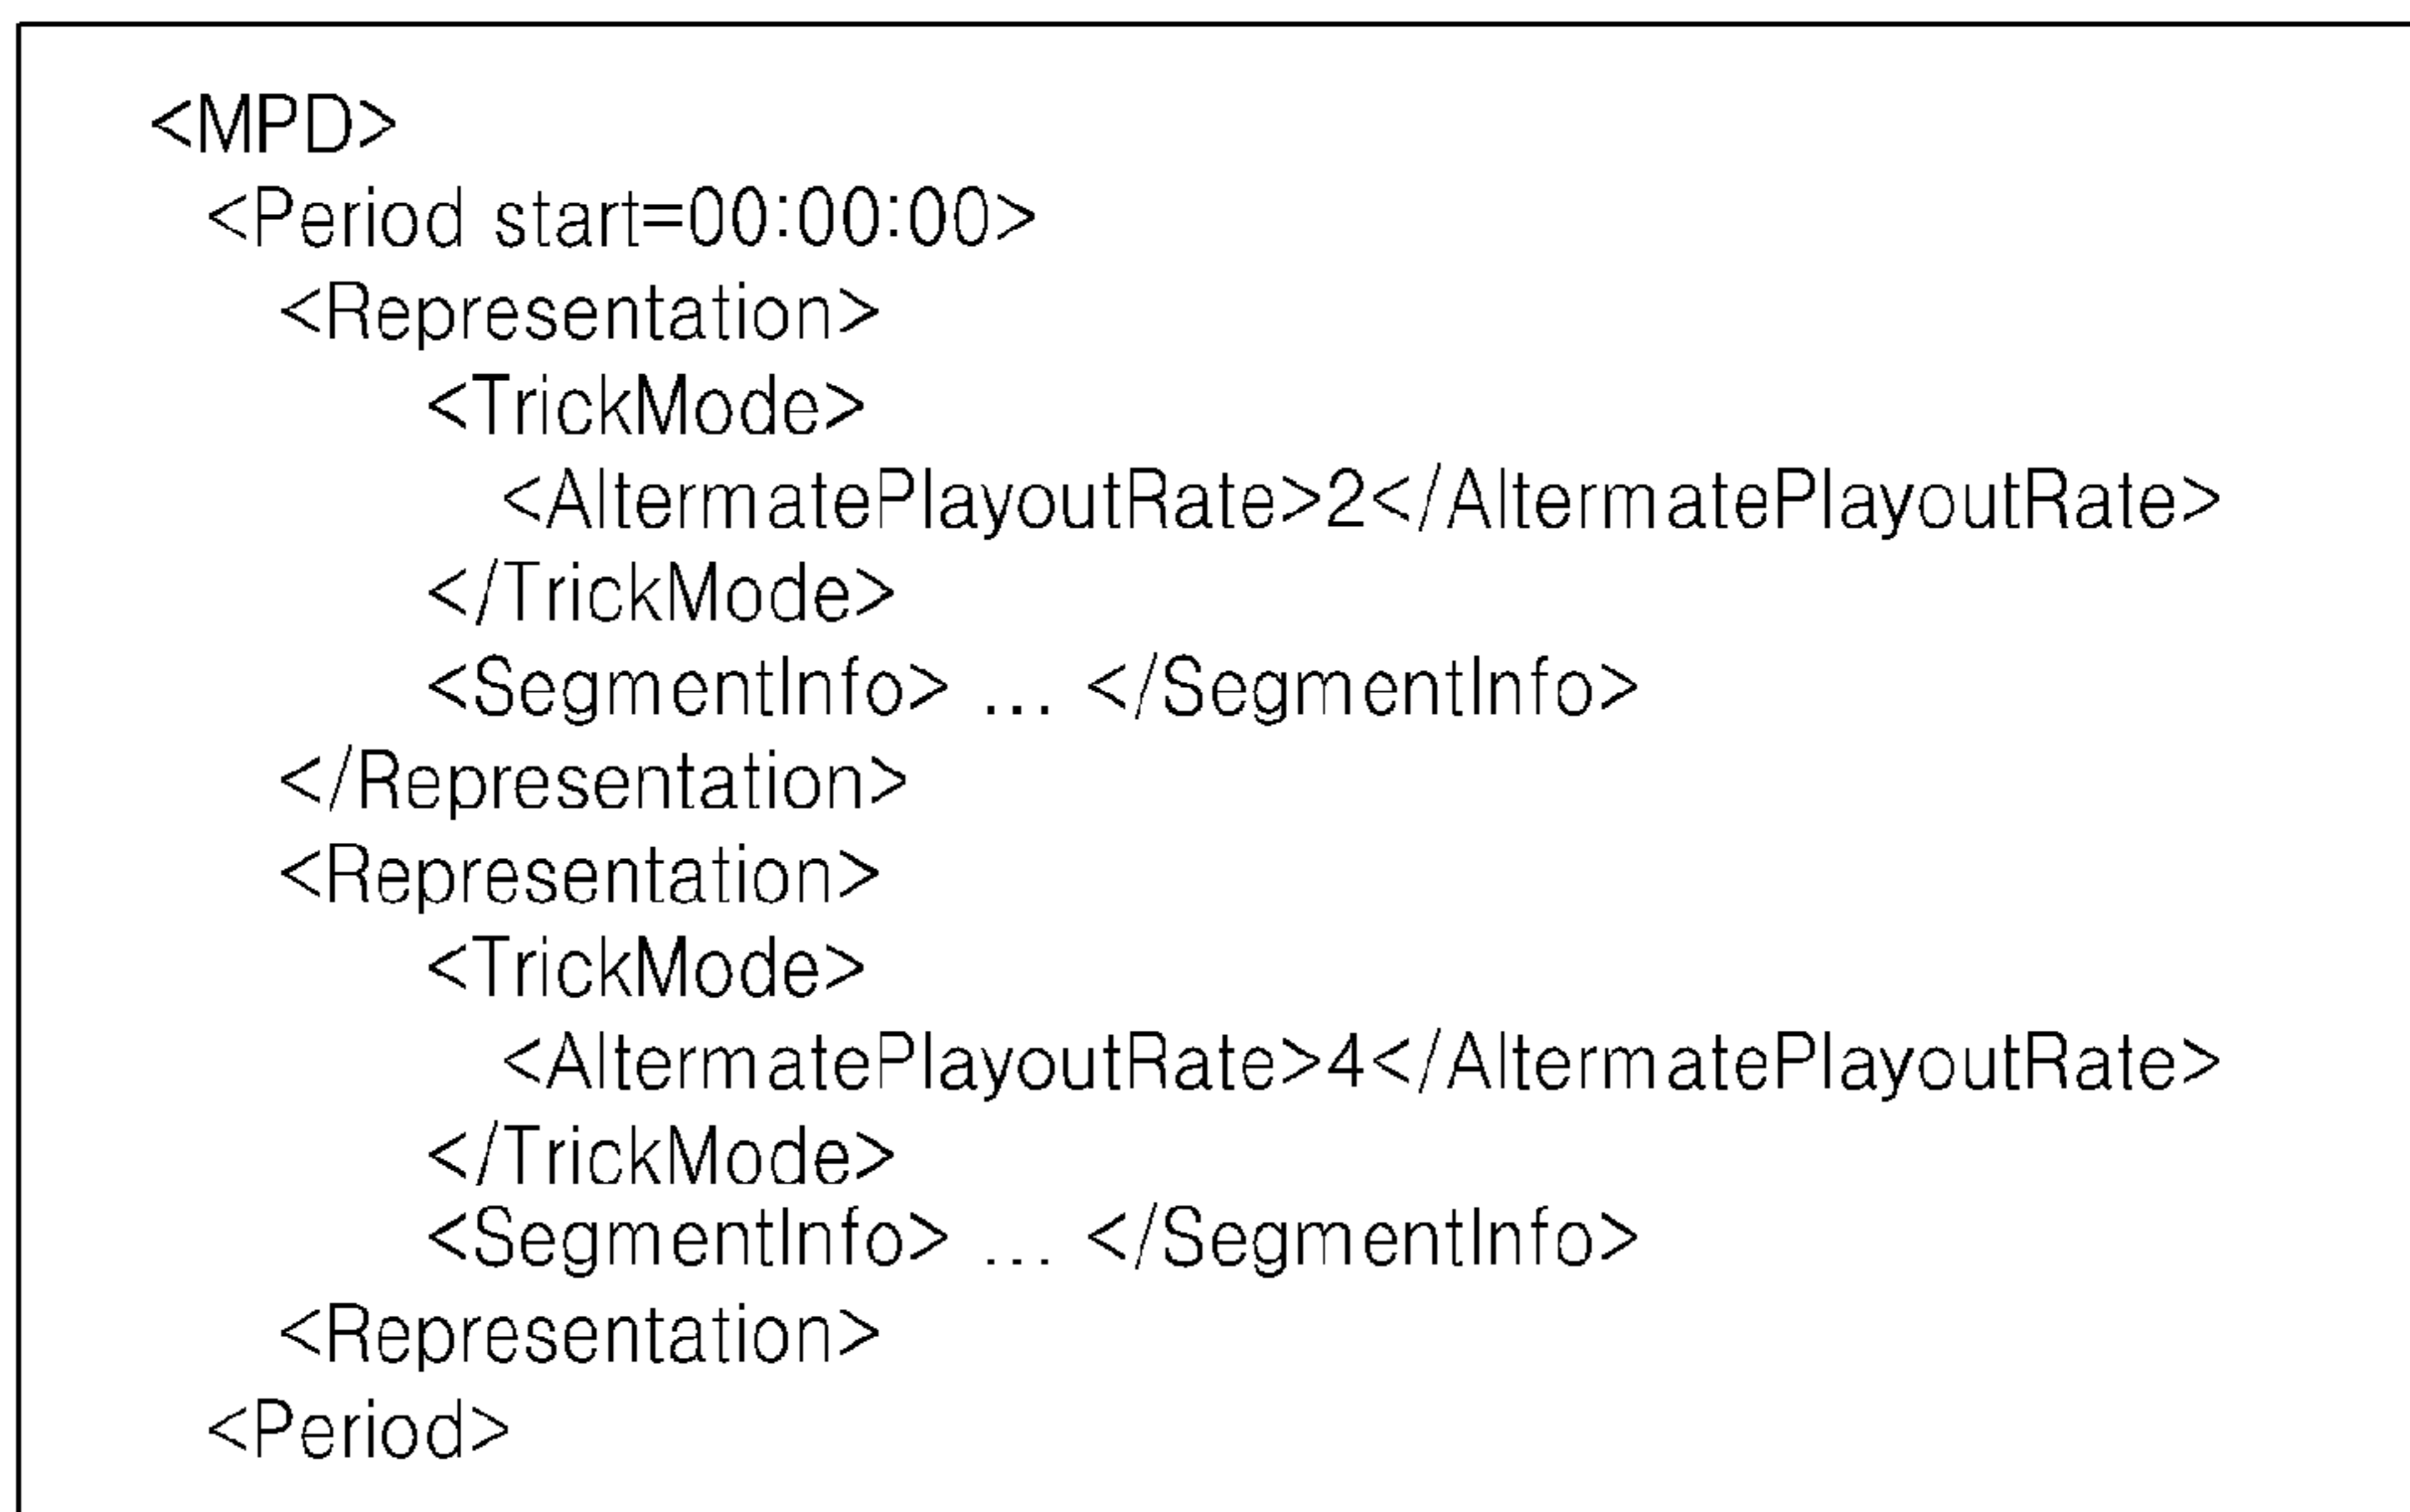 <MPD>
<Period start=00:00:00>
<Representation>
<TrickMode>
<AltermatePlayoutRate>2</AltermatePlayoutRate>
</TrickMode>
<SegmentInfo> ... </SegmentInfo>
</Representation>
<Representation>
<TrickMode>
<AltermatePlayoutRate>4</AltermatePlayoutRate>
</TrickMode>
<SegmentInfo> ... </SegmentInfo>
<Representation>
<Period>